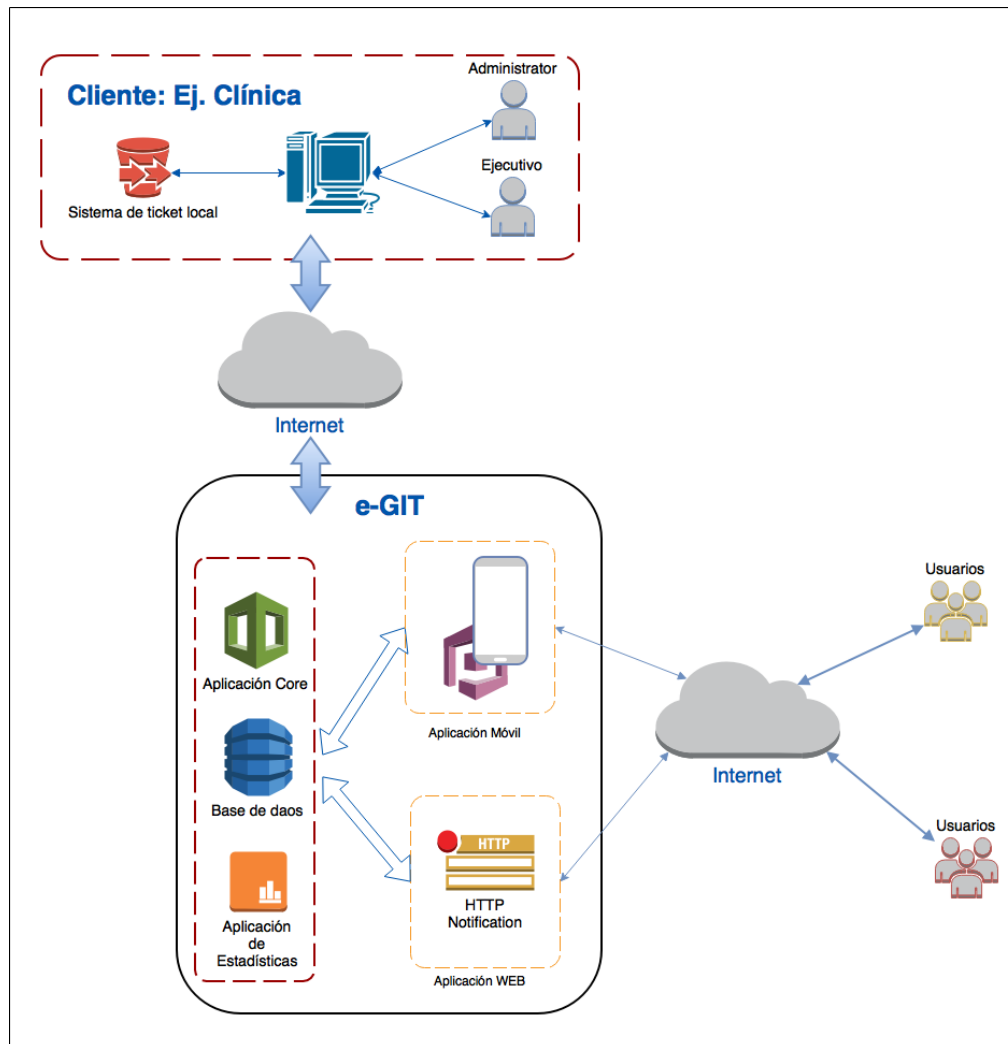 Cliente: Ej. Clínica
Administrator
Sistema de ticket local
Ejecutivo
Internet
e-GIT
Aplicación Core
Base de daos
Aplicación
de
Estadísticas
Aplicación Móvil
HTTP
HTTP
Notification
Aplicación WEB
Internet
Usuarios
Usuarios